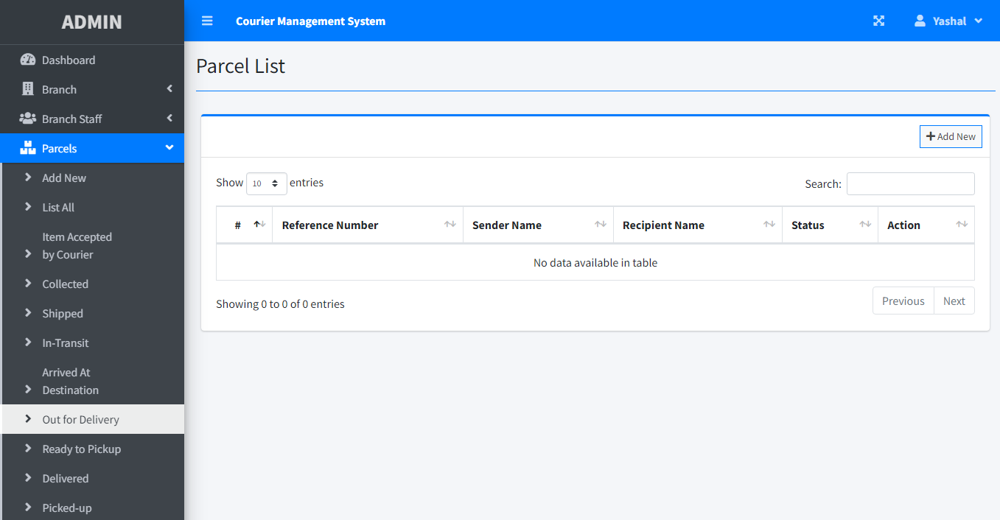 ADMIN
Dashboard
Branch
Branch Staff
Parcels
Add New
List All
Item Accepted
by Courier
Collected
Shipped
In-Transit
Arrived At
Destination
Out for Delivery
Ready to Pickup
Delivered
Picked-up
Courier Management System
Yashal
Parcel List
Add New
Show 10 entries
Search:
# Reference Number Sender Name Recipient Name Status Action
No data available in table
Showing 0 to 0 of 0 entries
Previous Next